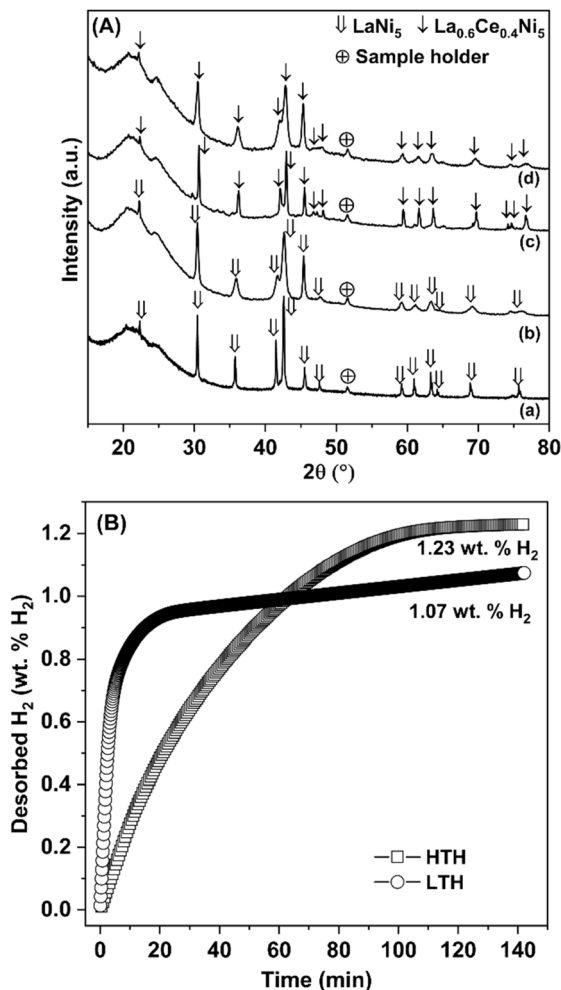 (A) ⇓ LaNi₅ ↓ La₀.₆Ce₀.₄Ni₅
⊕ Sample holder
Intensity (a.u.)
(d)
(c)
(b)
(a)
20 30 40 50 60 70 80
2θ (°)
(B)
1.23 wt. % H₂
1.07 wt. % H₂
Desorbed H₂ (wt. % H₂)
1.2
1.0
0.8
0.6
0.4
0.2
0.0
HTH
LTH
0 20 40 60 80 100 120 140
Time (min)